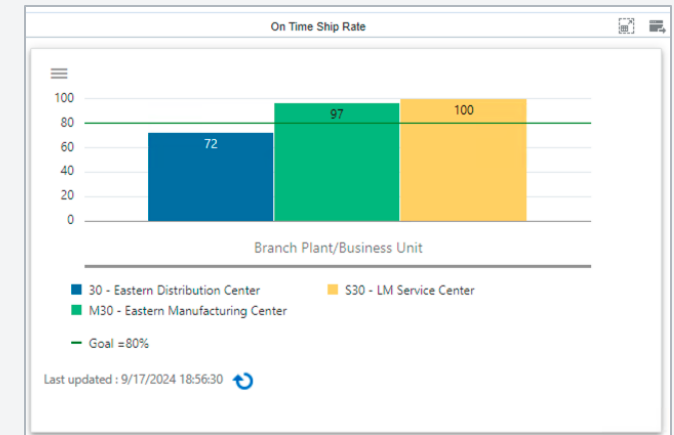 On Time Ship Rate
100
80
60
40
20
0
72
97
100
Branch Plant/Business Unit
30 - Eastern Distribution Center
S30 - LM Service Center
M30 - Eastern Manufacturing Center
Goal =80%
Last updated : 9/17/2024 18:56:30